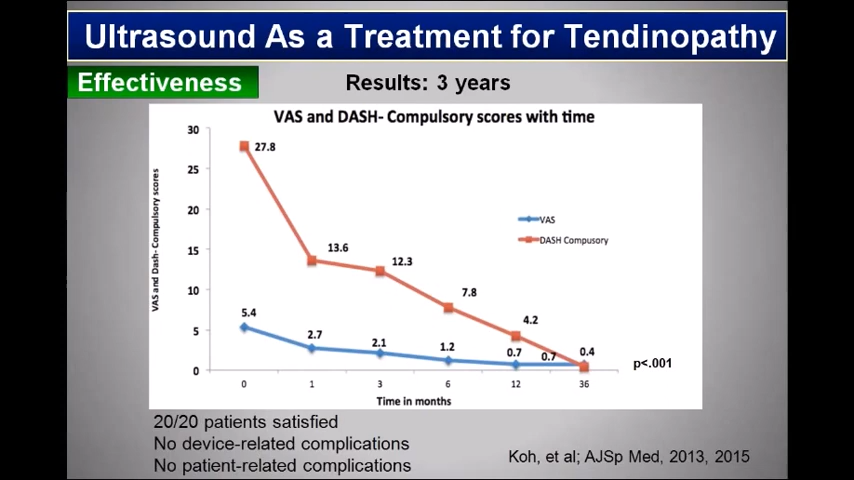 Ultrasound As a Treatment for Tendinopathy
Effectiveness
Results: 3 years
VAS and DASH- Compulsory scores with time
VAS and Dash- Compulsory scores
30
25
20
15
10
5
0
27.8
13.6
12.3
7.8
4.2
5.4
2.7
2.1
1.2
0.7
0.7
0.4
VAS
DASH Compusory
p<.001
0 1 3 6 12 36
Time in months
20/20 patients satisfied
No device-related complications
No patient-related complications
Koh, et al; AJSp Med, 2013, 2015